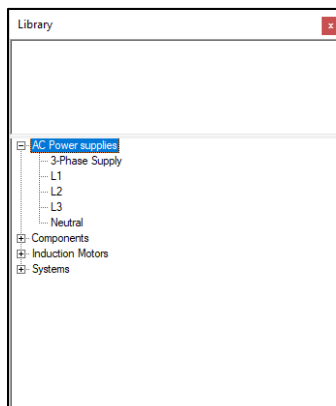 Library
x
AC Power supplies
3-Phase Supply
L1
L2
L3
Neutral
Components
Induction Motors
Systems